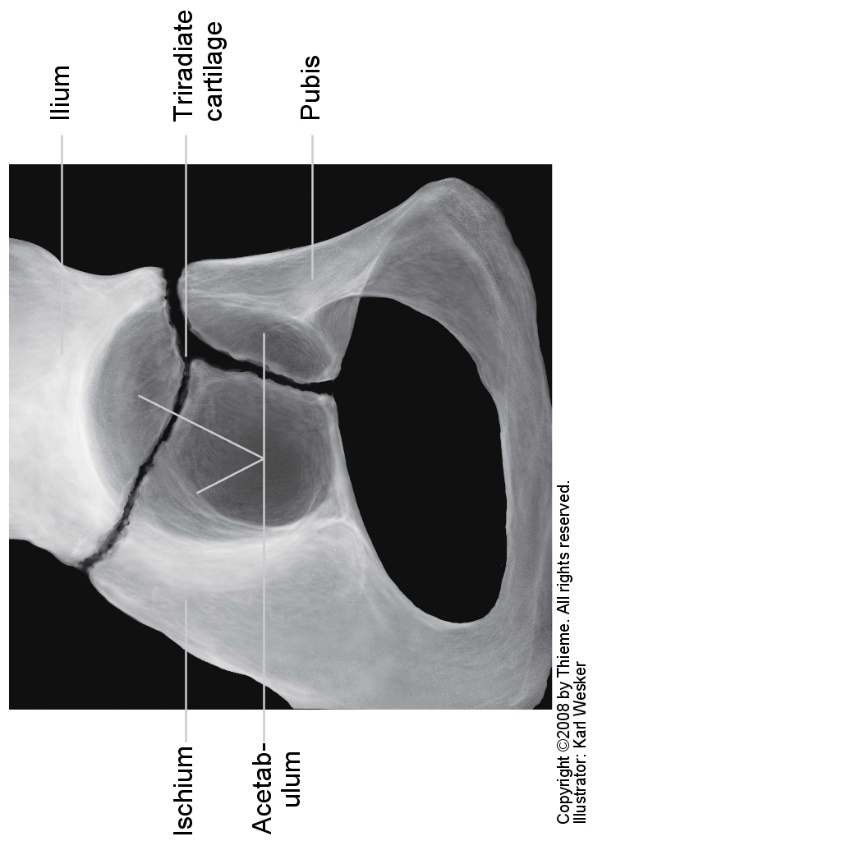 Ilium
Triradiate
cartilage
Pubis
Ischium
Acetab-
ulum
Copyright ©2008 by Thieme. All rights reserved.
Illustrator: Karl Wesker